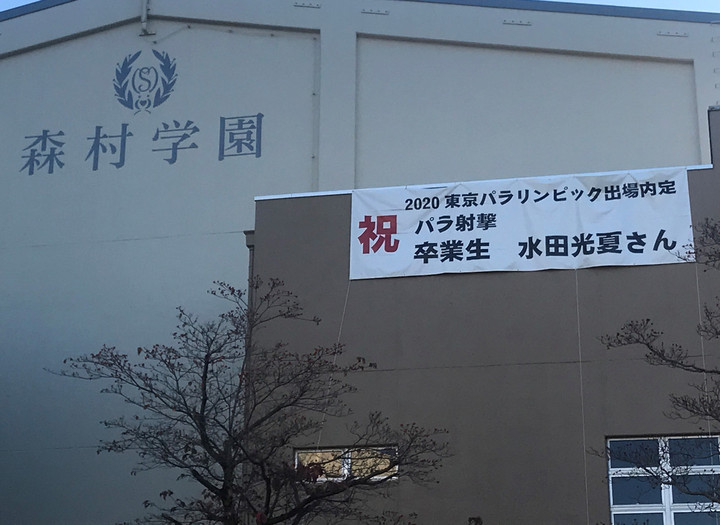 森村学園
祝
2020 東京パラリンピック出場内定
パラ射撃
卒業生 水田光夏さん